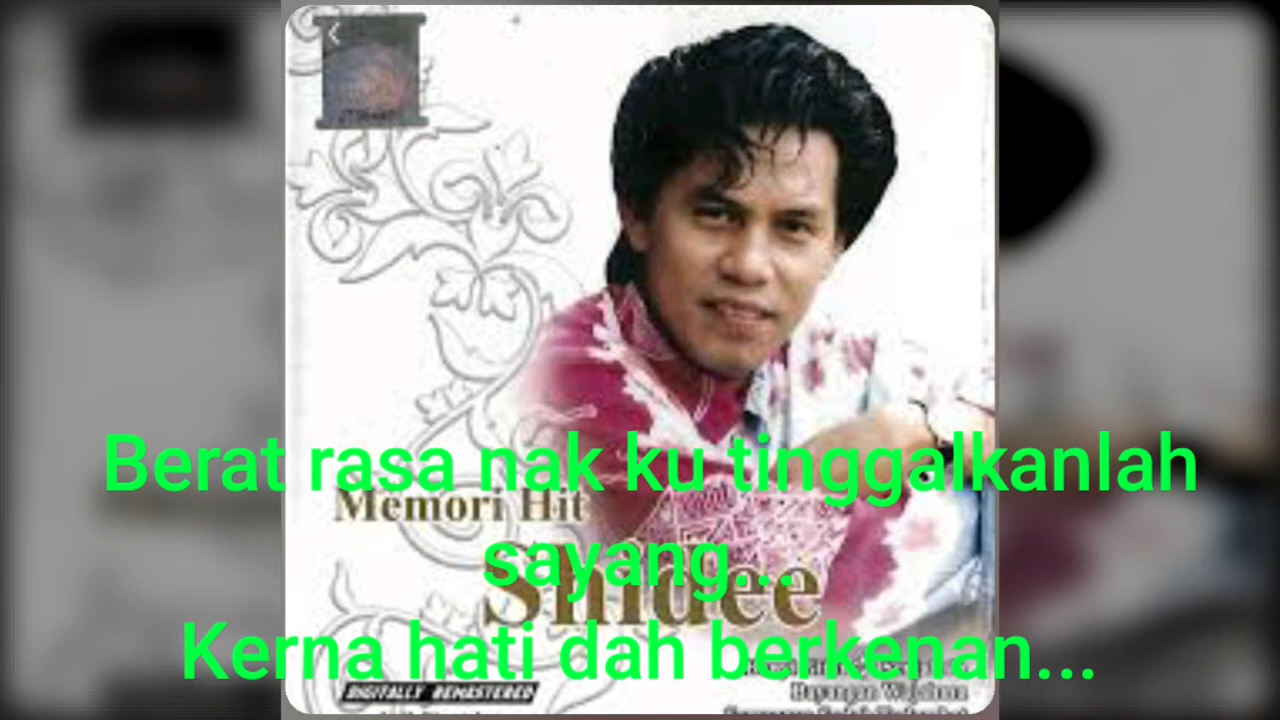 Berat rasa nak ku tinggalkanlah
Memori Hit
sayang...
Shidee
Kerna hati dah berkenan...
DIGITALLY REMASTERED